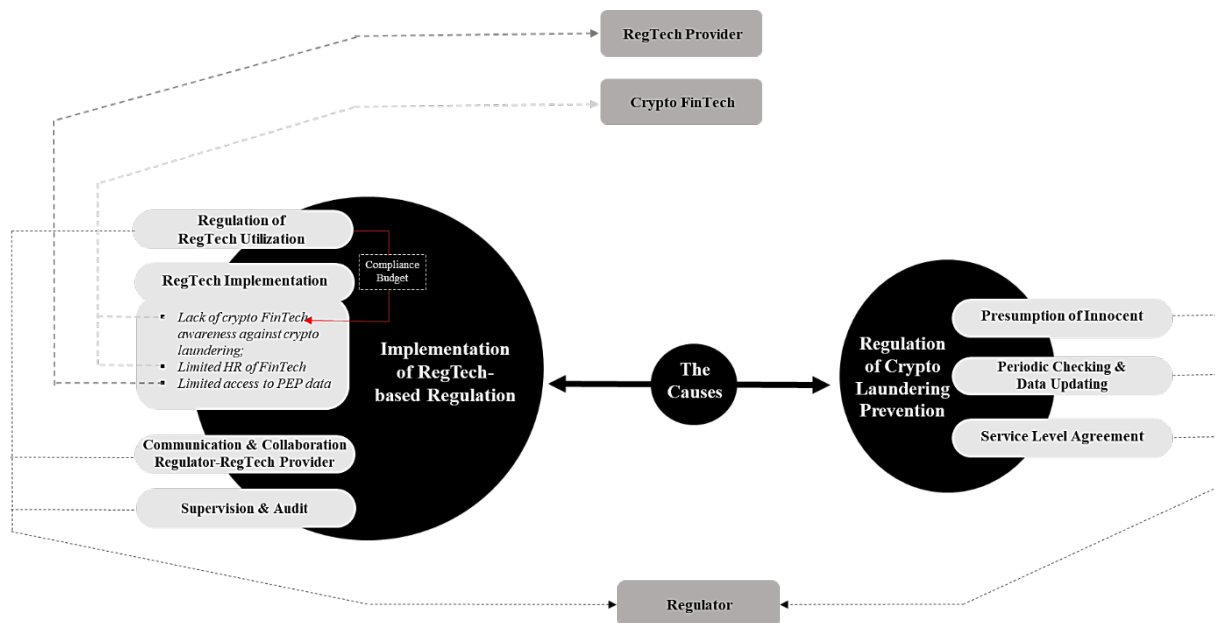 RegTech Provider
Crypto FinTech
Regulation of
RegTech Utilization
Compliance
Budget
RegTech Implementation
▪ Lack of crypto FinTech
awareness against crypto
laundering;
▪ Limited HR of FinTech
▪ Limited access to PEP data
Implementation
of RegTech-
based Regulation
Communication & Collaboration
Regulator-RegTech Provider
Supervision & Audit
The
Causes
Regulation
of Crypto
Laundering
Prevention
Presumption of Innocent
Periodic Checking &
Data Updating
Service Level Agreement
Regulator